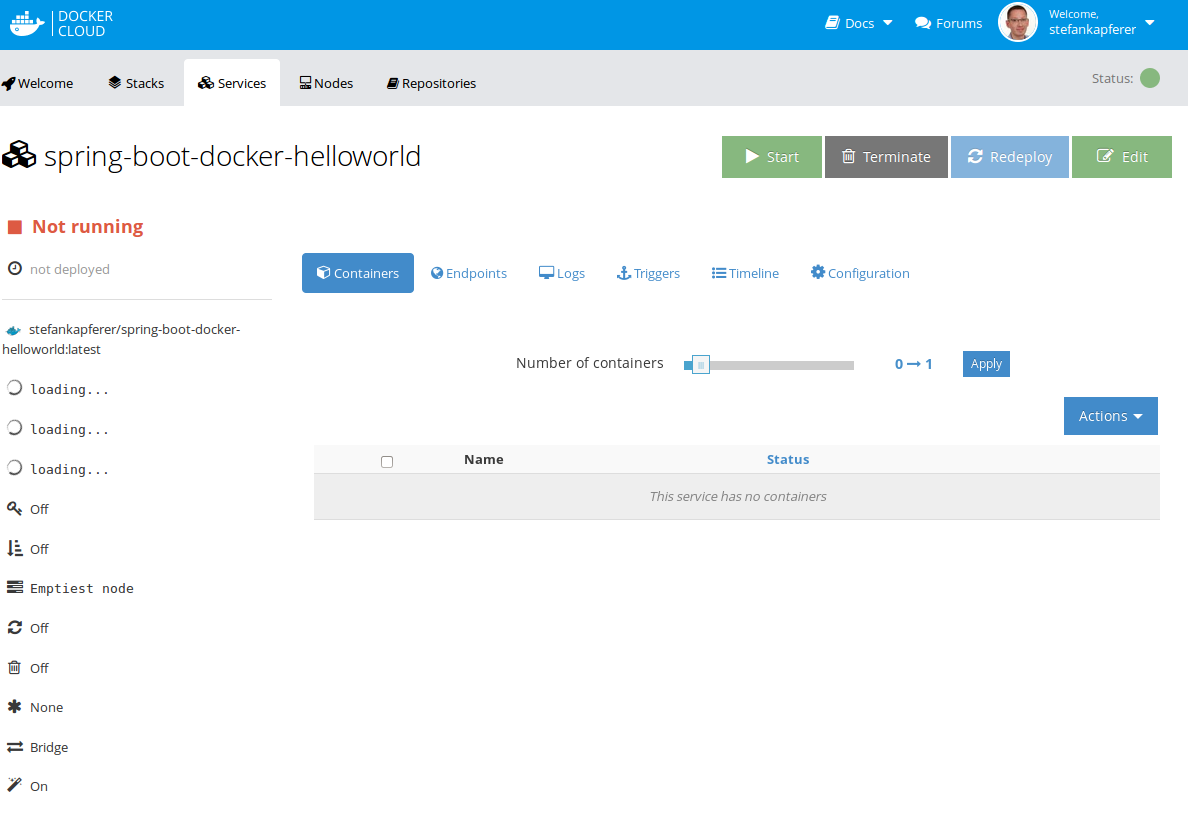 DOCKER
CLOUD
Docs
Forums
Welcome,
stefankapferer
Welcome
Stacks
Services
Nodes
Repositories
Status:
spring-boot-docker-helloworld
Start
Terminate
Redeploy
Edit
Not running
not deployed
Containers
Endpoints
Logs
Triggers
Timeline
Configuration
stefankapferer/spring-boot-docker-
helloworld:latest
Number of containers
0 → 1
Apply
loading...
loading...
loading...
Actions
Name
Status
This service has no containers
Off
Off
Emptiest node
Off
Off
None
Bridge
On